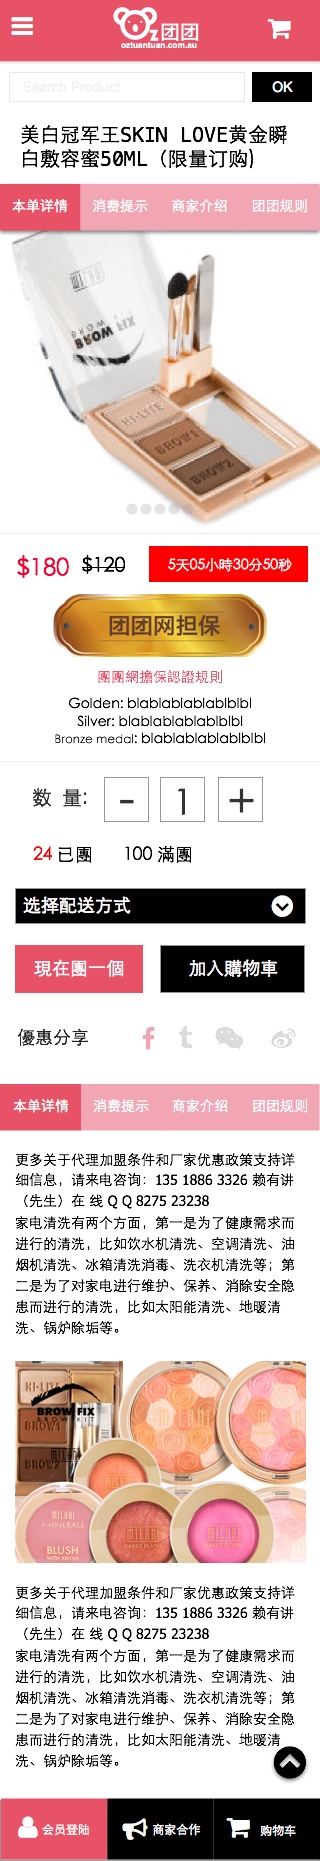 Oz团团
oztuantuan.com.au
Search Product
OK
美白冠军王SKIN LOVE黄金瞬
白敷容蜜50ML（限量订购）
本单详情 消费提示 商家介绍 团团规则
MILANI
BROW FIX
HI-LITE
BROW1
BROW2
$180 $120 5天05小時30分50秒
团团网担保
團團網擔保認證規則
Golden: blablablablablblbl
Silver: blablablablablblbl
Bronze medal: blablablablablblbl
数 量: - 1 +
24 已團 100 滿團
选择配送方式
現在團一個 加入購物車
優惠分享 f t
本单详情 消费提示 商家介绍 团团规则
更多关于代理加盟条件和厂家优惠政策支持详
细信息，请来电咨询：135 1886 3326 赖有讲
（先生）在 线 Q Q 8275 23238
家电清洗有两个方面，第一是为了健康需求而
进行的清洗，比如饮水机清洗、空调清洗、油
烟机清洗、冰箱清洗消毒、洗衣机清洗等；第
二是为了对家电进行维护、保养、消除安全隐
患而进行的清洗，比如太阳能清洗、地暖清
洗、锅炉除垢等。
HI-LITE
BROW FIX
BROW KIT
BROW1
BROW2
MILANI
MINERALS
BLUSH
WITH BRUSH
MILANI
BAKED BLUSH
MILANI
BAKED BLUSH
MILANI
更多关于代理加盟条件和厂家优惠政策支持详
细信息，请来电咨询：135 1886 3326 赖有讲
（先生）在 线 Q Q 8275 23238
家电清洗有两个方面，第一是为了健康需求而
进行的清洗，比如饮水机清洗、空调清洗、油
烟机清洗、冰箱清洗消毒、洗衣机清洗等；第
二是为了对家电进行维护、保养、消除安全隐
患而进行的清洗，比如太阳能清洗、地暖清
洗、锅炉除垢等。
会员登陆 商家合作 购物车